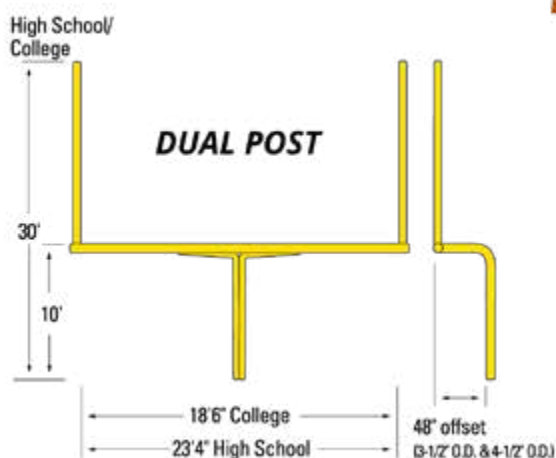 High School/
College
DUAL POST
30'
10'
18'6" College
23'4" High School
48" offset
(3-1/2" O.D. & 4-1/2" O.D.)